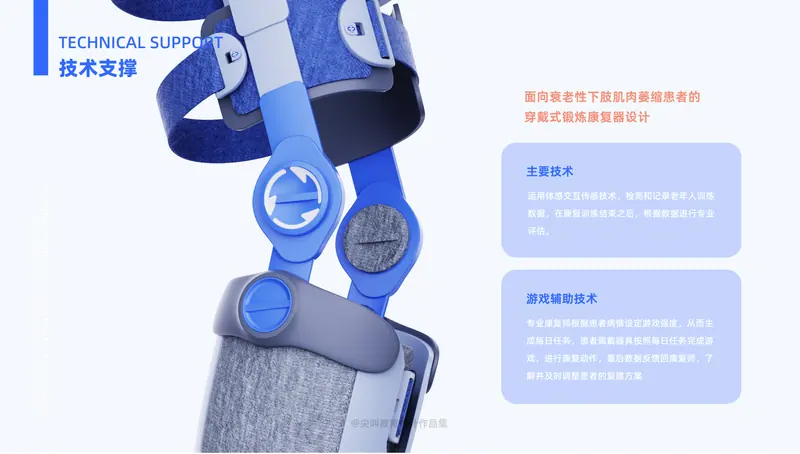 TECHNICAL SUPPORT
技术支撑
面向衰老性下肢肌肉萎缩患者的
穿戴式锻炼康复器设计
主要技术
运用体感交互传感技术，检测和记录老年人训练
数据，在康复训练结束之后，根据数据进行专业
评估。
游戏辅助技术
专业康复师根据患者病情设定游戏强度，从而生
成每日任务，患者佩戴器具按照每日任务完成游
戏，进行康复动作，最后数据反馈回康复师，了
解并及时调整患者的复健方案
@尖叫 作品集